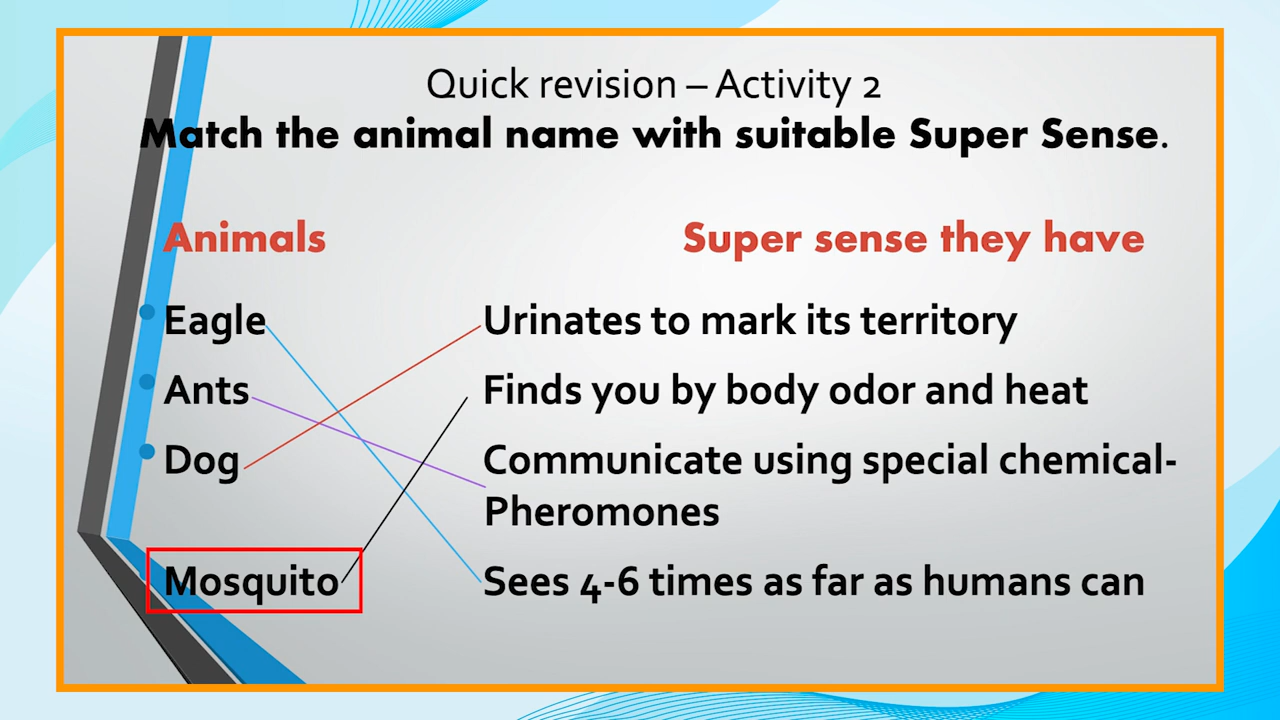 Quick revision – Activity 2
Match the animal name with suitable Super Sense.
Animals
Super sense they have
• Eagle
Urinates to mark its territory
• Ants
Finds you by body odor and heat
• Dog
Communicate using special chemical-
Pheromones
Mosquito
Sees 4-6 times as far as humans can